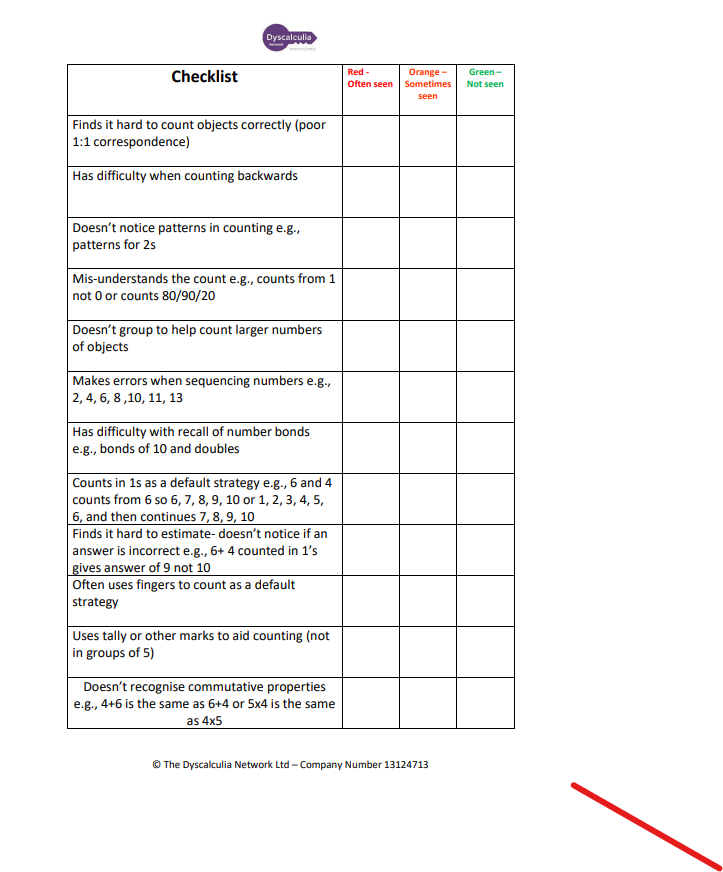 Dyscalculia
Network
Checklist
Red -
Often seen
Orange –
Sometimes
seen
Green –
Not seen
Finds it hard to count objects correctly (poor
1:1 correspondence)
Has difficulty when counting backwards
Doesn’t notice patterns in counting e.g.,
patterns for 2s
Mis-understands the count e.g., counts from 1
not 0 or counts 80/90/20
Doesn’t group to help count larger numbers
of objects
Makes errors when sequencing numbers e.g.,
2, 4, 6, 8 ,10, 11, 13
Has difficulty with recall of number bonds
e.g., bonds of 10 and doubles
Counts in 1s as a default strategy e.g., 6 and 4
counts from 6 so 6, 7, 8, 9, 10 or 1, 2, 3, 4, 5,
6, and then continues 7, 8, 9, 10
Finds it hard to estimate- doesn’t notice if an
answer is incorrect e.g., 6+ 4 counted in 1’s
gives answer of 9 not 10
Often uses fingers to count as a default
strategy
Uses tally or other marks to aid counting (not
in groups of 5)
Doesn’t recognise commutative properties
e.g., 4+6 is the same as 6+4 or 5x4 is the same
as 4x5
© The Dyscalculia Network Ltd – Company Number 13124713